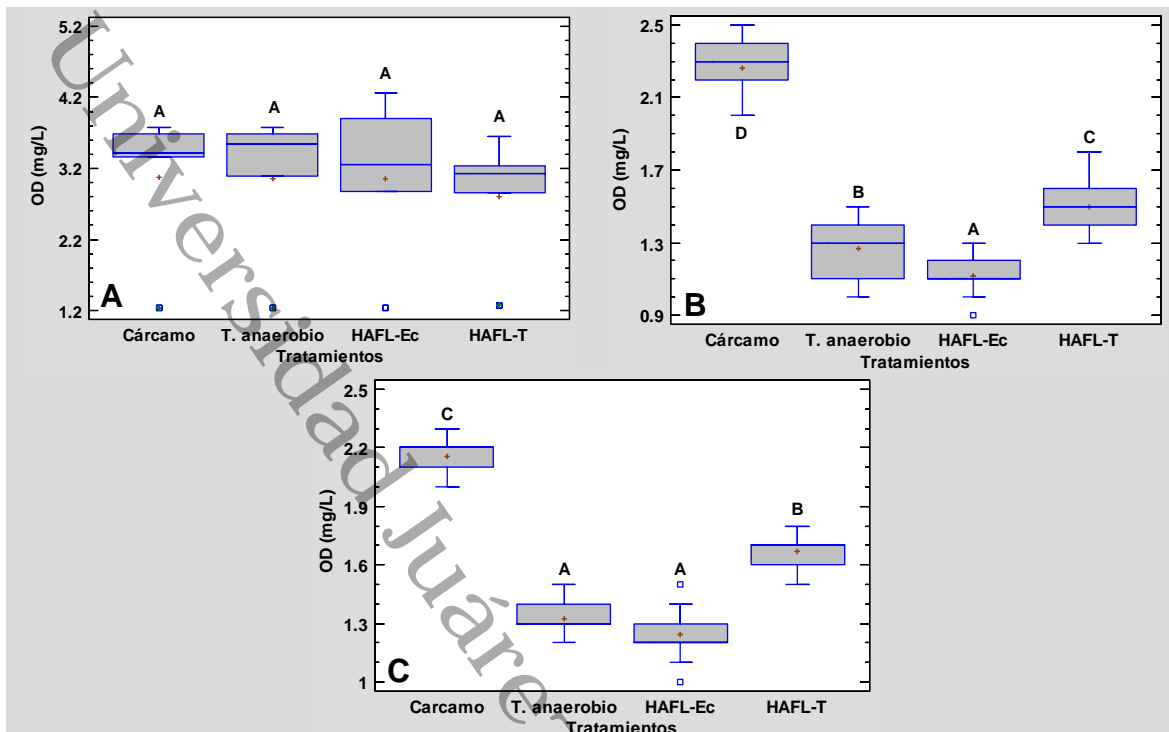 5.2
4.2
3.2
2.2
1.2
OD (mg/L)
A
A
A
A
A
Cárcamo T. anaerobio HAFL-Ec HAFL-T
Tratamientos
2.5
2.1
1.7
1.3
0.9
OD (mg/L)
D
B
A
C
B
Cárcamo T. anaerobio HAFL-Ec HAFL-T
Tratamientos
2.5
2.2
1.9
1.6
1.3
1
OD (mg/L)
C
A
A
B
C
Carcamo T. anaerobio HAFL-Ec HAFL-T
Tratamientos
Universidad Juárez